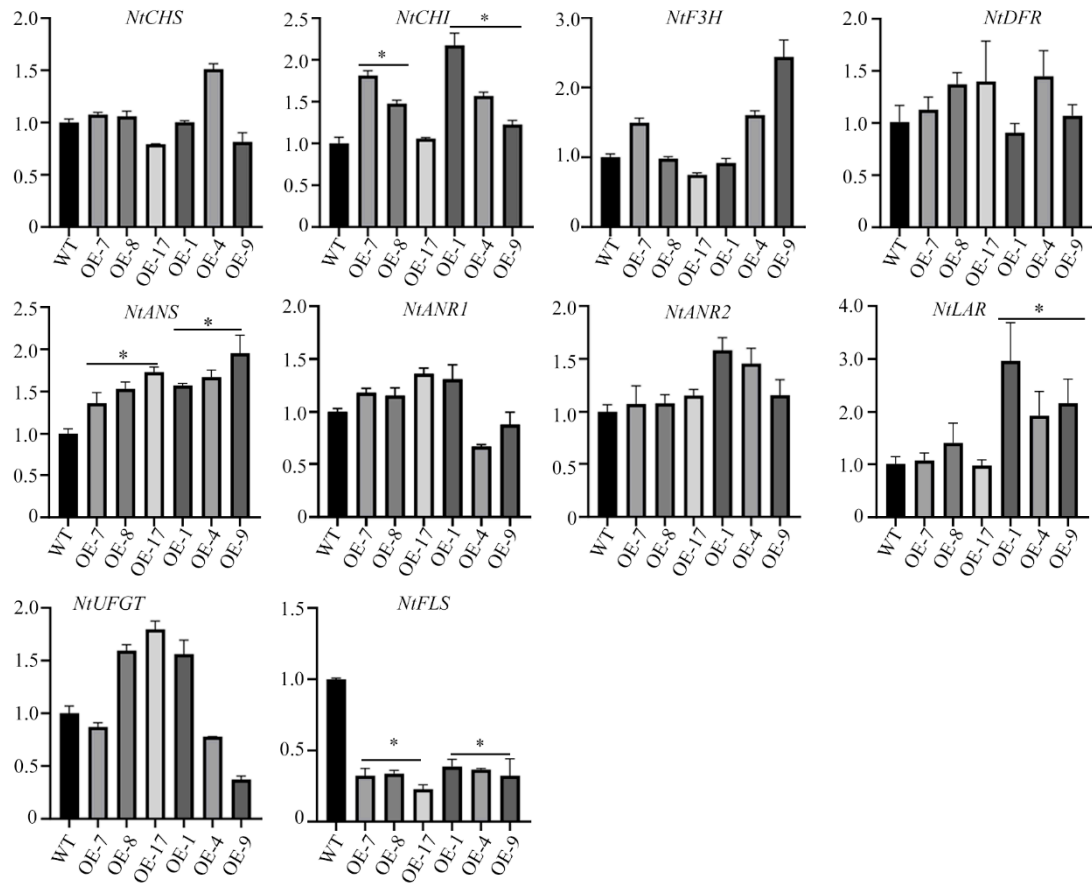 NtCHS
2.0
1.5
1.0
0.5
0
WT
OE-7
OE-8
OE-17
OE-1
OE-4
OE-9
NtCHI
2.5
2.0
1.5
1.0
0.5
0
*
*
WT
OE-7
OE-8
OE-17
OE-1
OE-4
OE-9
NtF3H
3.0
2.0
1.0
0
WT
OE-7
OE-8
OE-17
OE-1
OE-4
OE-9
NtDFR
2.0
1.5
1.0
0.5
0
WT
OE-7
OE-8
OE-17
OE-1
OE-4
OE-9
NtANS
2.5
2.0
1.5
1.0
0.5
0
*
*
WT
OE-7
OE-8
OE-17
OE-1
OE-4
OE-9
NtANR1
2.0
1.5
1.0
0.5
0
WT
OE-7
OE-8
OE-17
OE-1
OE-4
OE-9
NtANR2
2.0
1.5
1.0
0.5
0
WT
OE-7
OE-8
OE-17
OE-1
OE-4
OE-9
NtLAR
4.0
3.0
2.0
1.0
0
*
WT
OE-7
OE-8
OE-17
OE-1
OE-4
OE-9
NtUFGT
2.0
1.5
1.0
0.5
0
WT
OE-7
OE-8
OE-17
OE-1
OE-4
OE-9
NtFLS
1.5
1.0
0.5
0
*
*
WT
OE-7
OE-8
OE-17
OE-1
OE-4
OE-9